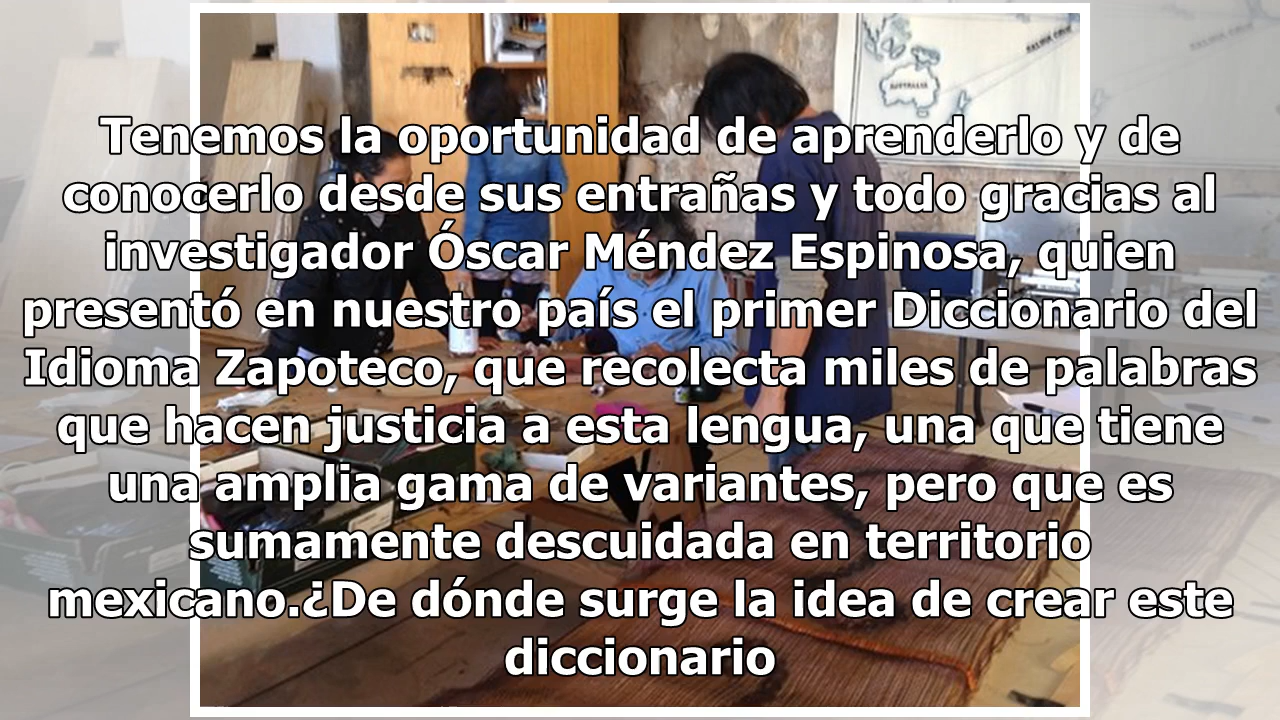 SALINA CRUZ
AUSTRALIA
Tenemos la oportunidad de aprenderlo y de
conocerlo desde sus entrañas y todo gracias al
investigador Óscar Méndez Espinosa, quien
presentó en nuestro país el primer Diccionario del
Idioma Zapoteco, que recolecta miles de palabras
que hacen justicia a esta lengua, una que tiene
una amplia gama de variantes, pero que es
sumamente descuidada en territorio
mexicano.¿De dónde surge la idea de crear este
diccionario